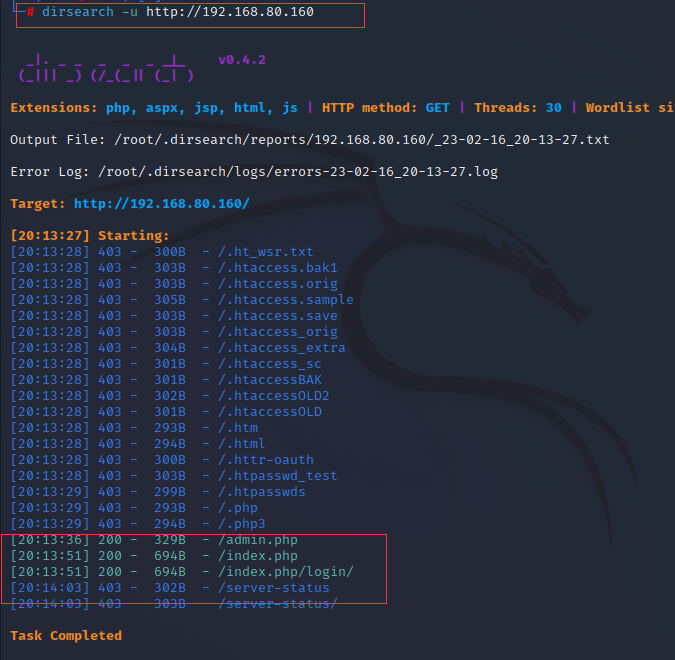 # dirsearch -u http://192.168.80.160
_|. _ _  _  _  _ _|_    v0.4.2
(_||| _) (/_(_|| (_| )
Extensions: php, aspx, jsp, html, js | HTTP method: GET | Threads: 30 | Wordlist si
Output File: /root/.dirsearch/reports/192.168.80.160/_23-02-16_20-13-27.txt
Error Log: /root/.dirsearch/logs/errors-23-02-16_20-13-27.log
Target: http://192.168.80.160/
[20:13:27] Starting:
[20:13:28] 403 -  300B  - /.ht_wsr.txt
[20:13:28] 403 -  303B  - /.htaccess.bak1
[20:13:28] 403 -  303B  - /.htaccess.orig
[20:13:28] 403 -  305B  - /.htaccess.sample
[20:13:28] 403 -  303B  - /.htaccess.save
[20:13:28] 403 -  303B  - /.htaccess_orig
[20:13:28] 403 -  304B  - /.htaccess_extra
[20:13:28] 403 -  301B  - /.htaccess_sc
[20:13:28] 403 -  301B  - /.htaccessBAK
[20:13:28] 403 -  302B  - /.htaccessOLD2
[20:13:28] 403 -  301B  - /.htaccessOLD
[20:13:28] 403 -  293B  - /.htm
[20:13:28] 403 -  294B  - /.html
[20:13:28] 403 -  300B  - /.httr-oauth
[20:13:28] 403 -  303B  - /.htpasswd_test
[20:13:29] 403 -  299B  - /.htpasswds
[20:13:29] 403 -  293B  - /.php
[20:13:29] 403 -  294B  - /.php3
[20:13:36] 200 -  329B  - /admin.php
[20:13:51] 200 -  694B  - /index.php
[20:13:51] 200 -  694B  - /index.php/login/
[20:14:03] 403 -  302B  - /server-status
[20:14:03] 403 -  303B  - /server-status/
Task Completed